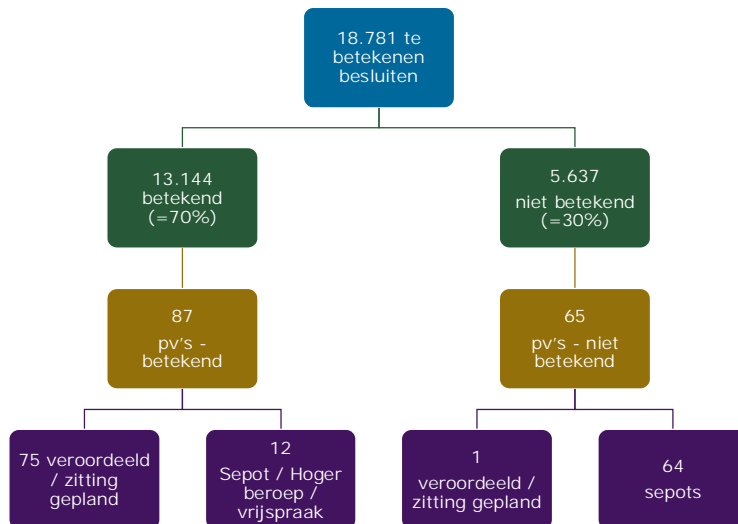 18.781 te
betekenen
besluiten
13.144
betekend
(=70%)
5.637
niet betekend
(=30%)
87
pv's -
betekend
65
pv's - niet
betekend
75 veroordeeld
/ zitting
gepland
12
Sepot / Hoger
beroep /
vrijspraak
1
veroordeeld /
zitting gepland
64
sepots